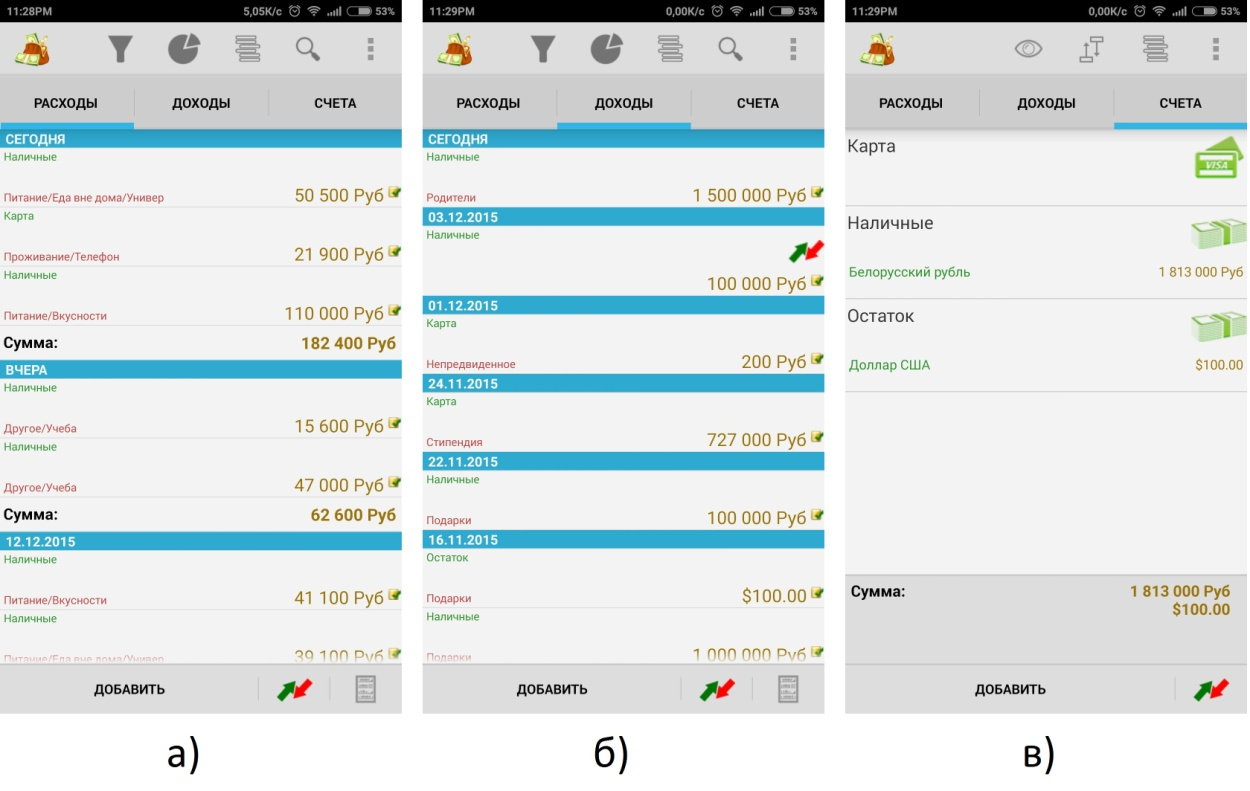 11:28PM 5,05K/c 53%
РАСХОДЫ ДОХОДЫ СЧЕТА
СЕГОДНЯ
Наличные
Питание/Еда вне дома/Универ 50 500 Руб
Карта
Проживание/Телефон 21 900 Руб
Наличные
Питание/Вкусности 110 000 Руб
Сумма: 182 400 Руб
ВЧЕРА
Наличные
Другое/Учеба 15 600 Руб
Наличные
Другое/Учеба 47 000 Руб
Сумма: 62 600 Руб
12.12.2015
Наличные
Питание/Вкусности 41 100 Руб
Наличные
Питание/Еда вне дома/Универ 39 100 Руб
ДОБАВИТЬ
а)
11:29PM 0,00K/c 53%
РАСХОДЫ ДОХОДЫ СЧЕТА
СЕГОДНЯ
Наличные
Родители 1 500 000 Руб
03.12.2015
Наличные
100 000 Руб
01.12.2015
Карта
Непредвиденное 200 Руб
24.11.2015
Карта
Стипендия 727 000 Руб
22.11.2015
Наличные
Подарки 100 000 Руб
16.11.2015
Остаток
Подарки $100.00
Наличные
Подарки 1 000 000 Руб
ДОБАВИТЬ
б)
11:29PM 0,00K/c 53%
РАСХОДЫ ДОХОДЫ СЧЕТА
Карта
VISA
Наличные
Белорусский рубль 1 813 000 Руб
Остаток
Доллар США $100.00
Сумма: 1 813 000 Руб
$100.00
ДОБАВИТЬ
в)